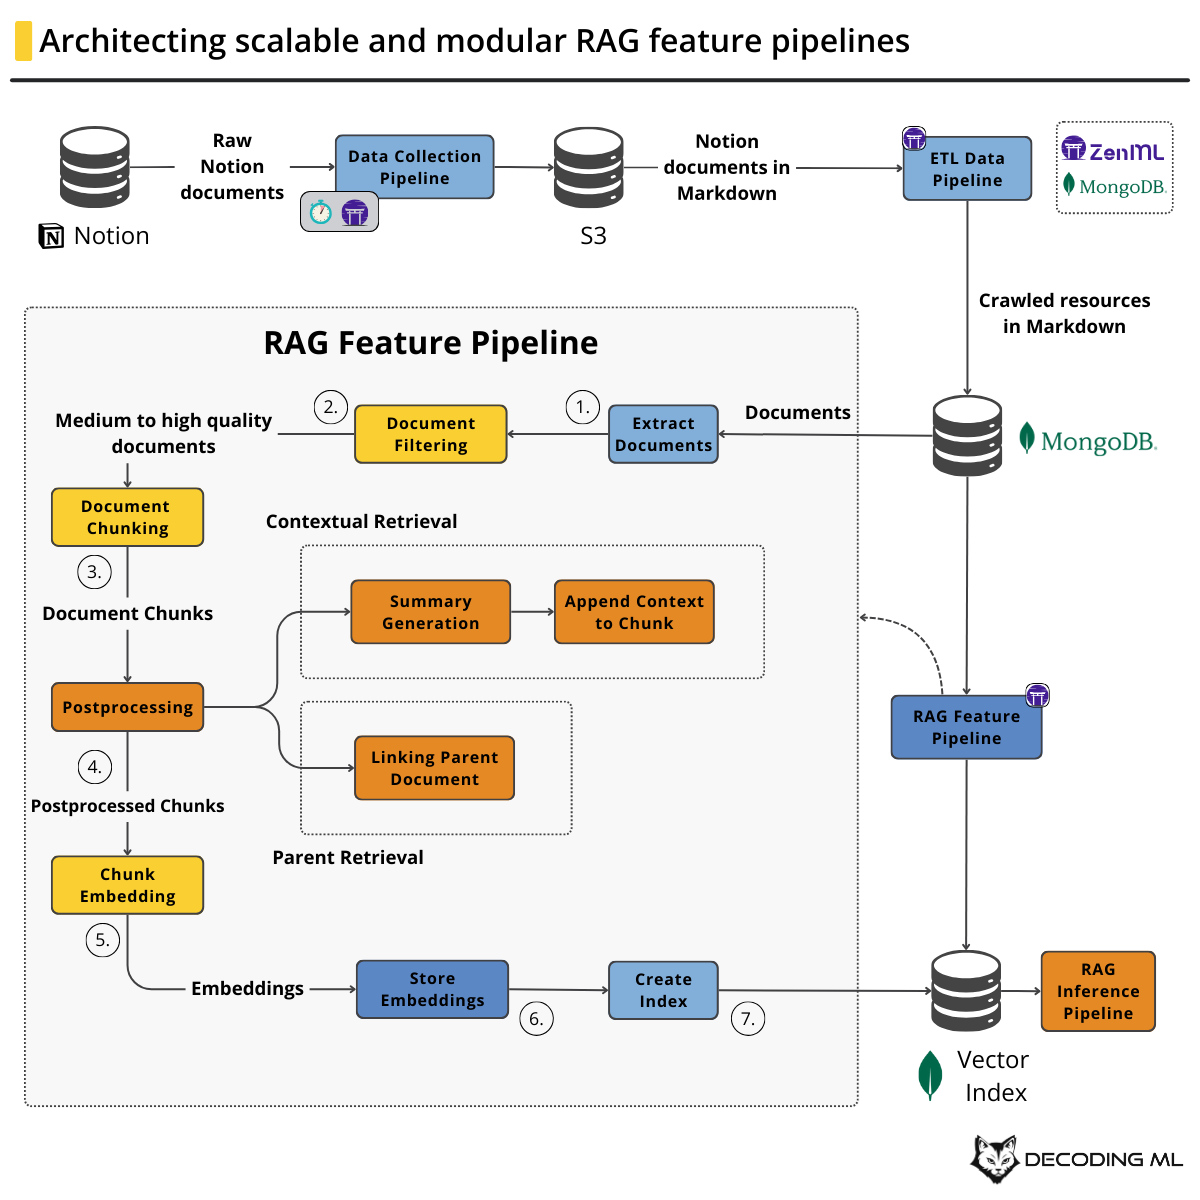 Architecting scalable and modular RAG feature pipelines
Raw
Notion
documents
Data Collection
Pipeline
Notion
documents in
Markdown
ETL Data
Pipeline
ZenML
MongoDB.
N Notion
S3
Crawled resources
in Markdown
RAG Feature Pipeline
Medium to high quality
documents
2.
Document
Filtering
1.
Extract
Documents
Documents
MongoDB.
Document
Chunking
3.
Document Chunks
Contextual Retrieval
Summary
Generation
Append Context
to Chunk
Postprocessing
Linking Parent
Document
Parent Retrieval
RAG Feature
Pipeline
4.
Postprocessed Chunks
Chunk
Embedding
5.
Embeddings
Store
Embeddings
6.
Create
Index
7.
RAG
Inference
Pipeline
Vector
Index
DECODING ML